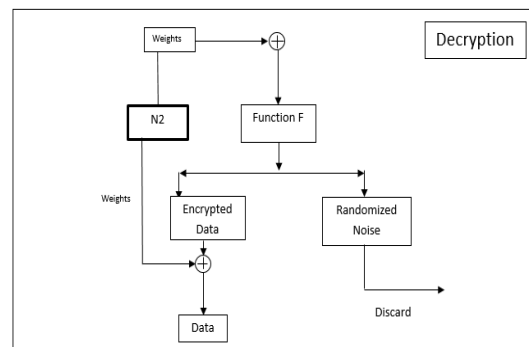 Weights
Decryption
N2
Function F
Weights
Encrypted
Data
Randomized
Noise
Discard
Data